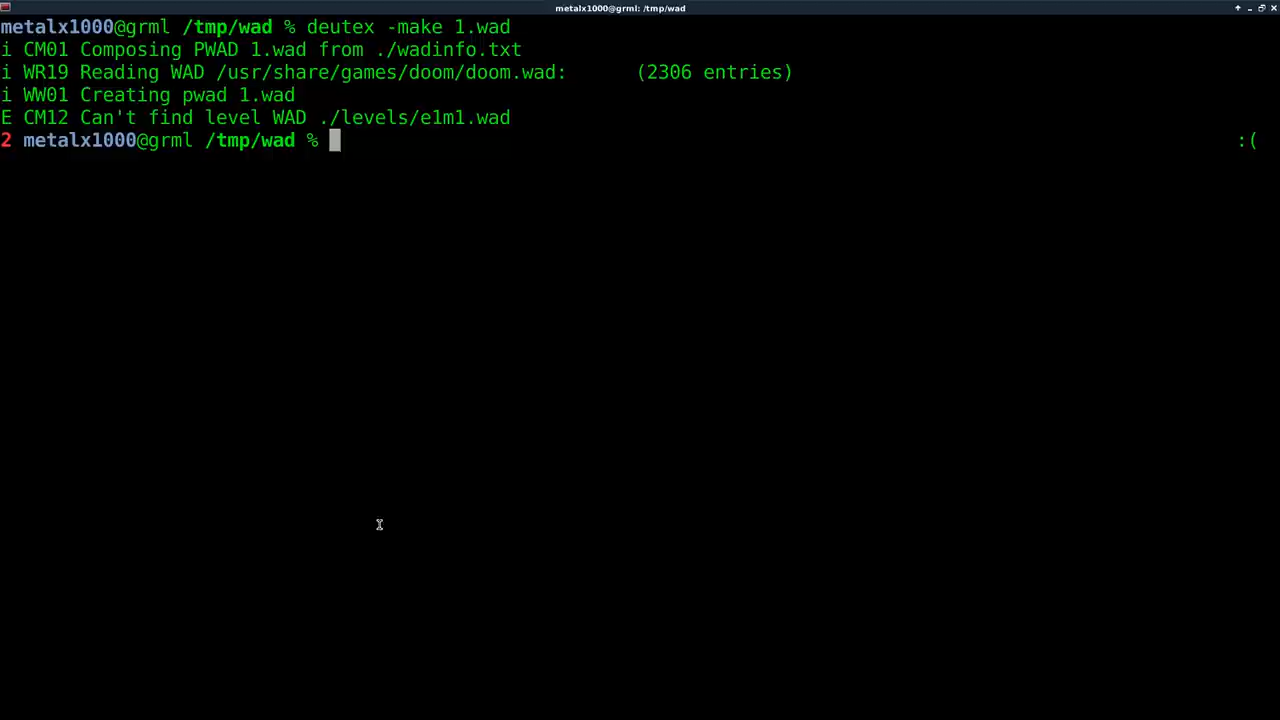 metalx1000@grml: /tmp/wad
metalx1000@grml /tmp/wad % deutex -make 1.wad
i CM01 Composing PWAD 1.wad from ./wadinfo.txt
i WR19 Reading WAD /usr/share/games/doom/doom.wad:      (2306 entries)
i WW01 Creating pwad 1.wad
E CM12 Can't find level WAD ./levels/e1m1.wad
2 metalx1000@grml /tmp/wad % :(